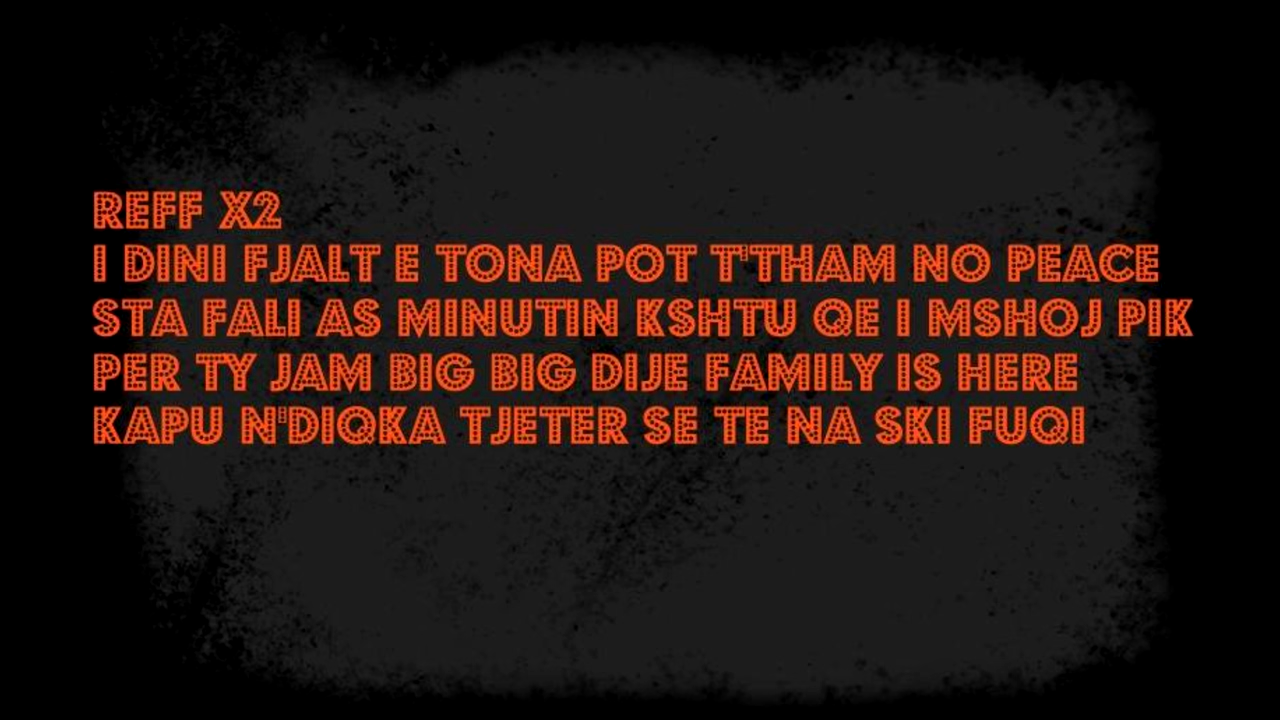 REFF X2
I DINI FJALT E TONA POT T'THAM NO PEACE
STA FALI AS MINUTIN KSHTU QE I MSHOJ PIK
PER TY JAM BIG BIG DIJE FAMILY IS HERE
KAPU N'DIQKA TJETER SE TE NA SKI FUQI